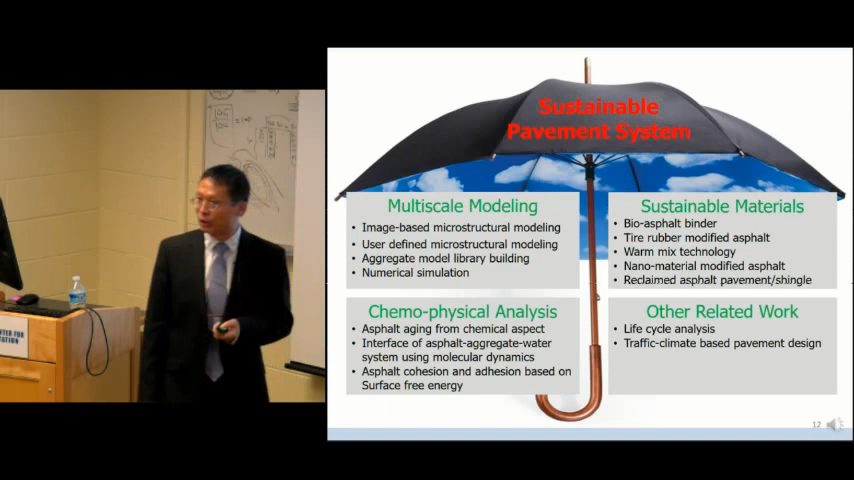 Sustainable
Pavement System
Multiscale Modeling
• Image-based microstructural modeling
• User defined microstructural modeling
• Aggregate model library building
• Numerical simulation
Sustainable Materials
• Bio-asphalt binder
• Tire rubber modified asphalt
• Warm mix technology
• Nano-material modified asphalt
• Reclaimed asphalt pavement/shingle
Chemo-physical Analysis
• Asphalt aging from chemical aspect
• Interface of asphalt-aggregate-water
system using molecular dynamics
• Asphalt cohesion and adhesion based on
Surface free energy
Other Related Work
• Life cycle analysis
• Traffic-climate based pavement design
12